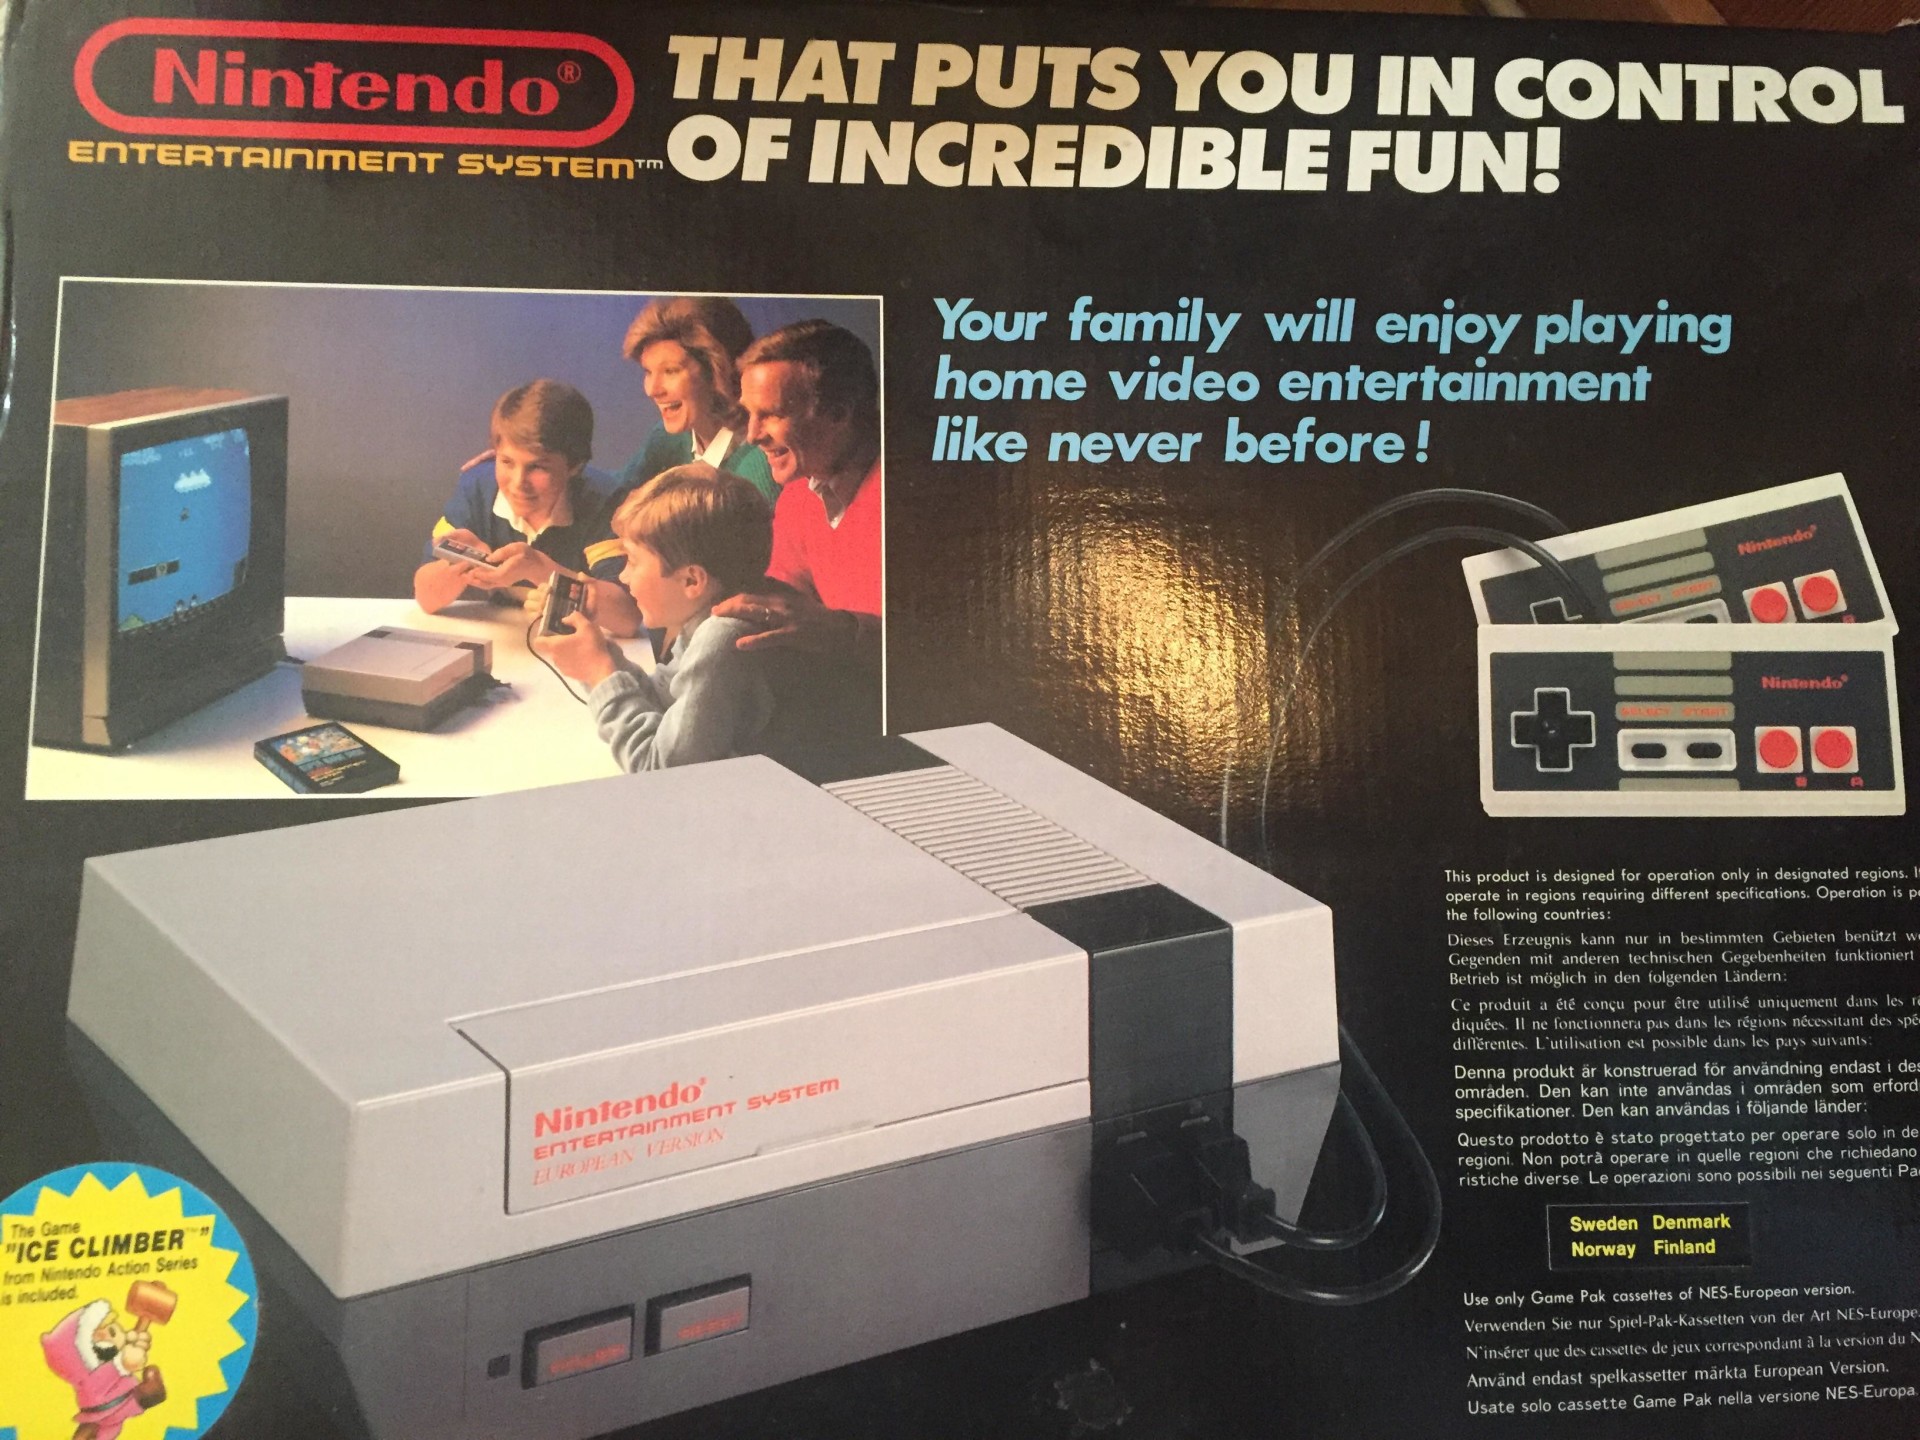 Nintendo®
ENTERTAINMENT SYSTEM™
THAT PUTS YOU IN CONTROL
OF INCREDIBLE FUN!
Your family will enjoy playing
home video entertainment
like never before!
Nintendo®
SELECT START
Nintendo®
SELECT START
B A
This product is designed for operation only in designated regions.
operate in regions requiring different specifications. Operation is
the following countries:
Dieses Erzeugnis kann nur in bestimmten Gebieten benützt
Gegenden mit anderen technischen Gegebenheiten funktioniert
Betrieb ist möglich in den folgenden Ländern:
Ce produit a été conçu pour être utilisé uniquement dans les
diquées. Il ne fonctionnera pas dans les régions nécessitant des
différentes. L'utilisation est possible dans les pays suivants:
Denna produkt är konstruerad för användning endast i
områden. Den kan inte användas i områden som
specifikationer. Den kan användas i följande länder:
Questo prodotto è stato progettato per operare solo in
regioni. Non potrà operare in quelle regioni che richiedano
ristiche diverse. Le operazioni sono possibili nei seguenti
Sweden Denmark
Norway Finland
Use only Game Pak cassettes of NES-European version.
Verwenden Sie nur Spiel-Pak-Kassetten von der Art
N'insérer que des cassettes de jeux correspondant à la version du
Använd endast spelkassetter märkta European Version.
Usate solo cassette Game Pak nella versione NES-Europa.
Nintendo®
ENTERTAINMENT SYSTEM
EUROPEAN VERSION
The Game
"ICE CLIMBER™"
from Nintendo Action Series
is included.